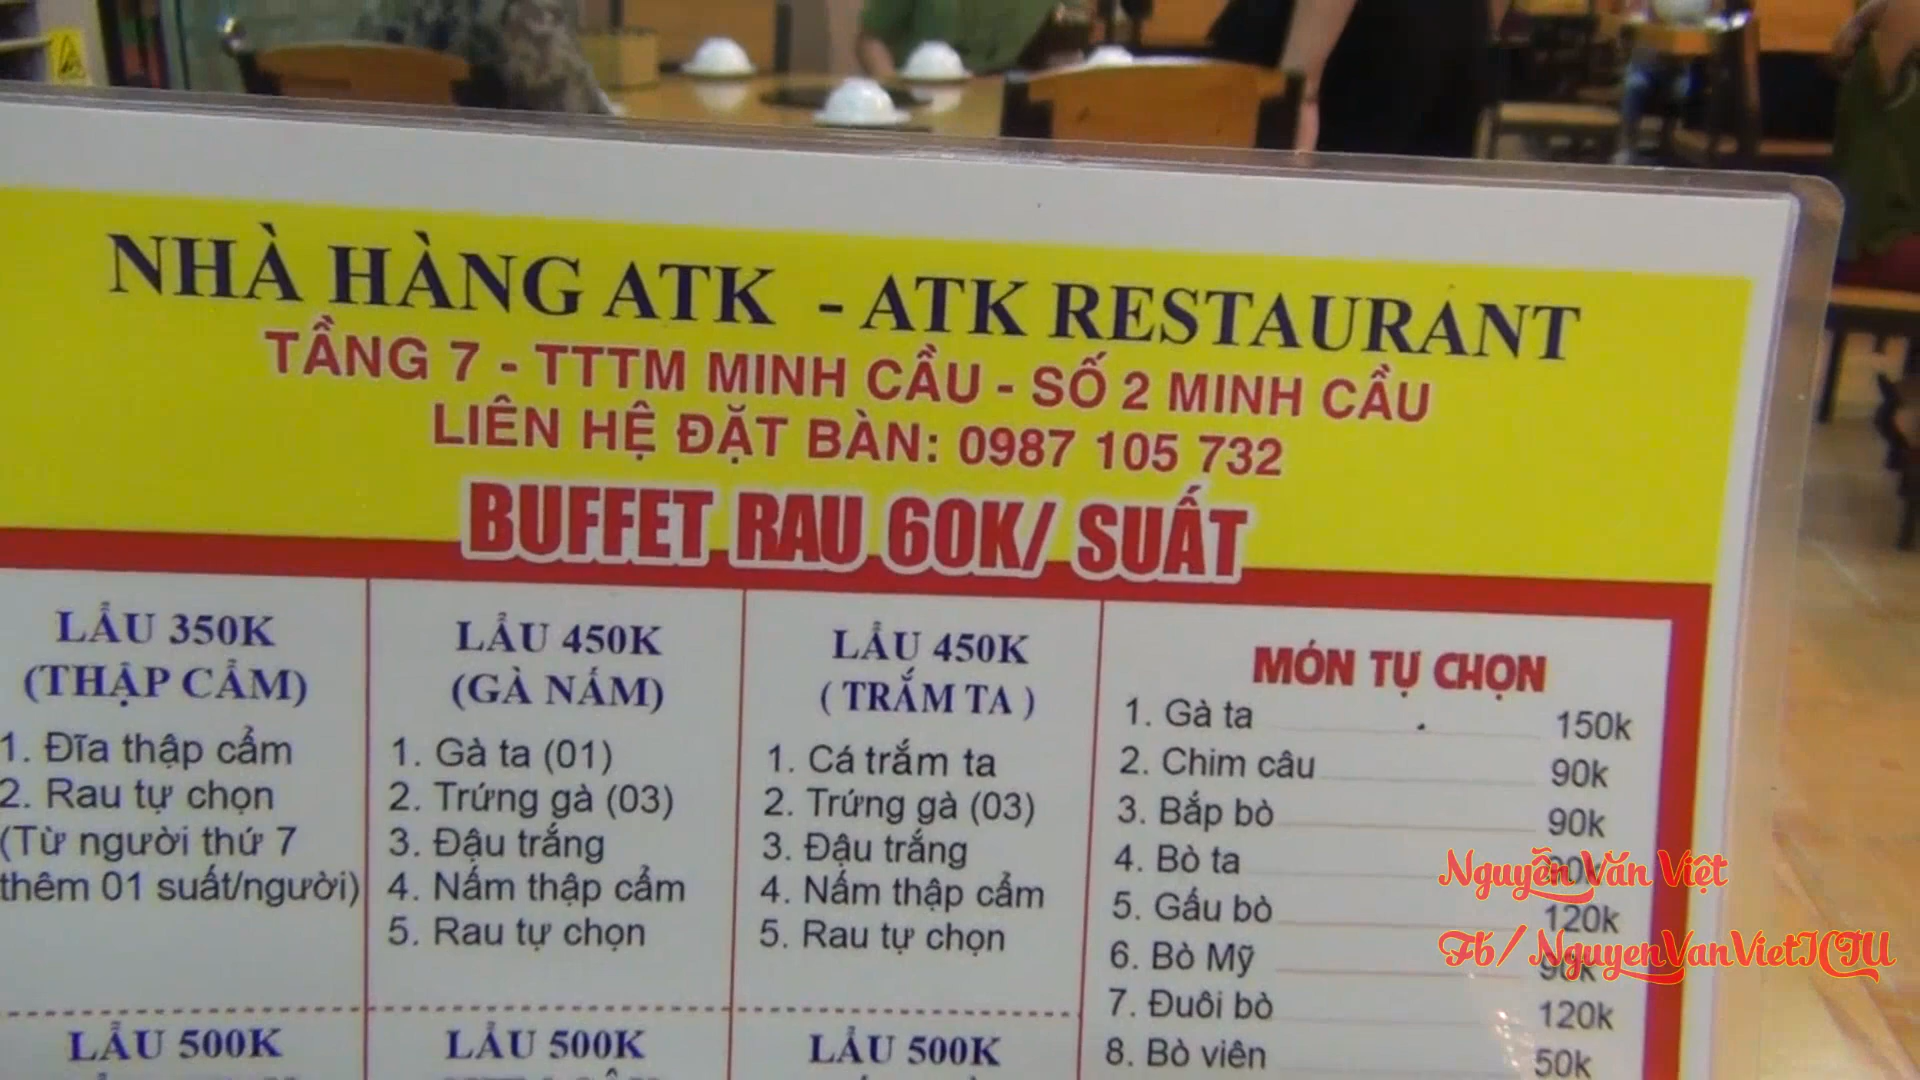 NHÀ HÀNG ATK - ATK RESTAURANT
TẦNG 7 - TTTM MINH CẦU - SỐ 2 MINH CẦU
LIÊN HỆ ĐẶT BÀN: 0987 105 732
BUFFET RAU 60K/ SUẤT
LẨU 350K
(THẬP CẨM)
1. Đĩa thập cẩm
2. Rau tự chọn
(Từ người thứ 7
thêm 01 suất/người)
LẨU 500K
LẨU 450K
(GÀ NẤM)
1. Gà ta (01)
2. Trứng gà (03)
3. Đậu trắng
4. Nấm thập cẩm
5. Rau tự chọn
LẨU 500K
LẨU 450K
( TRẮM TA )
1. Cá trắm ta
2. Trứng gà (03)
3. Đậu trắng
4. Nấm thập cẩm
5. Rau tự chọn
LẨU 500K
MÓN TỰ CHỌN
1. Gà ta 150k
2. Chim câu 90k
3. Bắp bò 90k
4. Bò ta
5. Gấu bò 120k
6. Bò Mỹ 90k
7. Đuôi bò 120k
8. Bò viên 50k
Nguyễn Văn Việt
Fb/ NguyenVanVietICTU